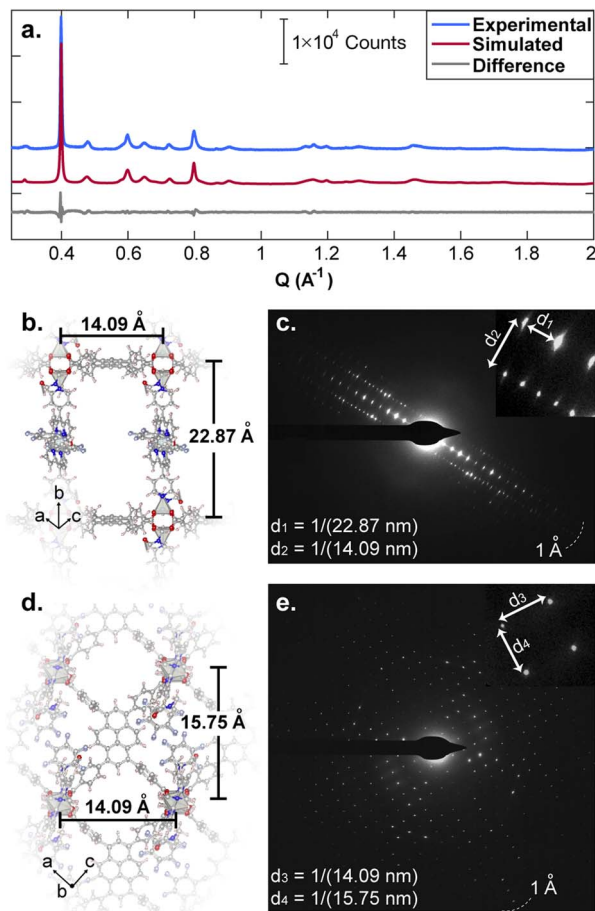 a.
1×10⁴ Counts
Experimental
Simulated
Difference
0.4 0.6 0.8 1 1.2 1.4 1.6 1.8 2
Q (A⁻¹)
b.
14.09 Å
22.87 Å
b
a c
c.
d₂ d₁
d₁ = 1/(22.87 nm)
d₂ = 1/(14.09 nm)
1 Å
d.
15.75 Å
14.09 Å
a c
b
e.
d₃
d₄
d₃ = 1/(14.09 nm)
d₄ = 1/(15.75 nm)
1 Å